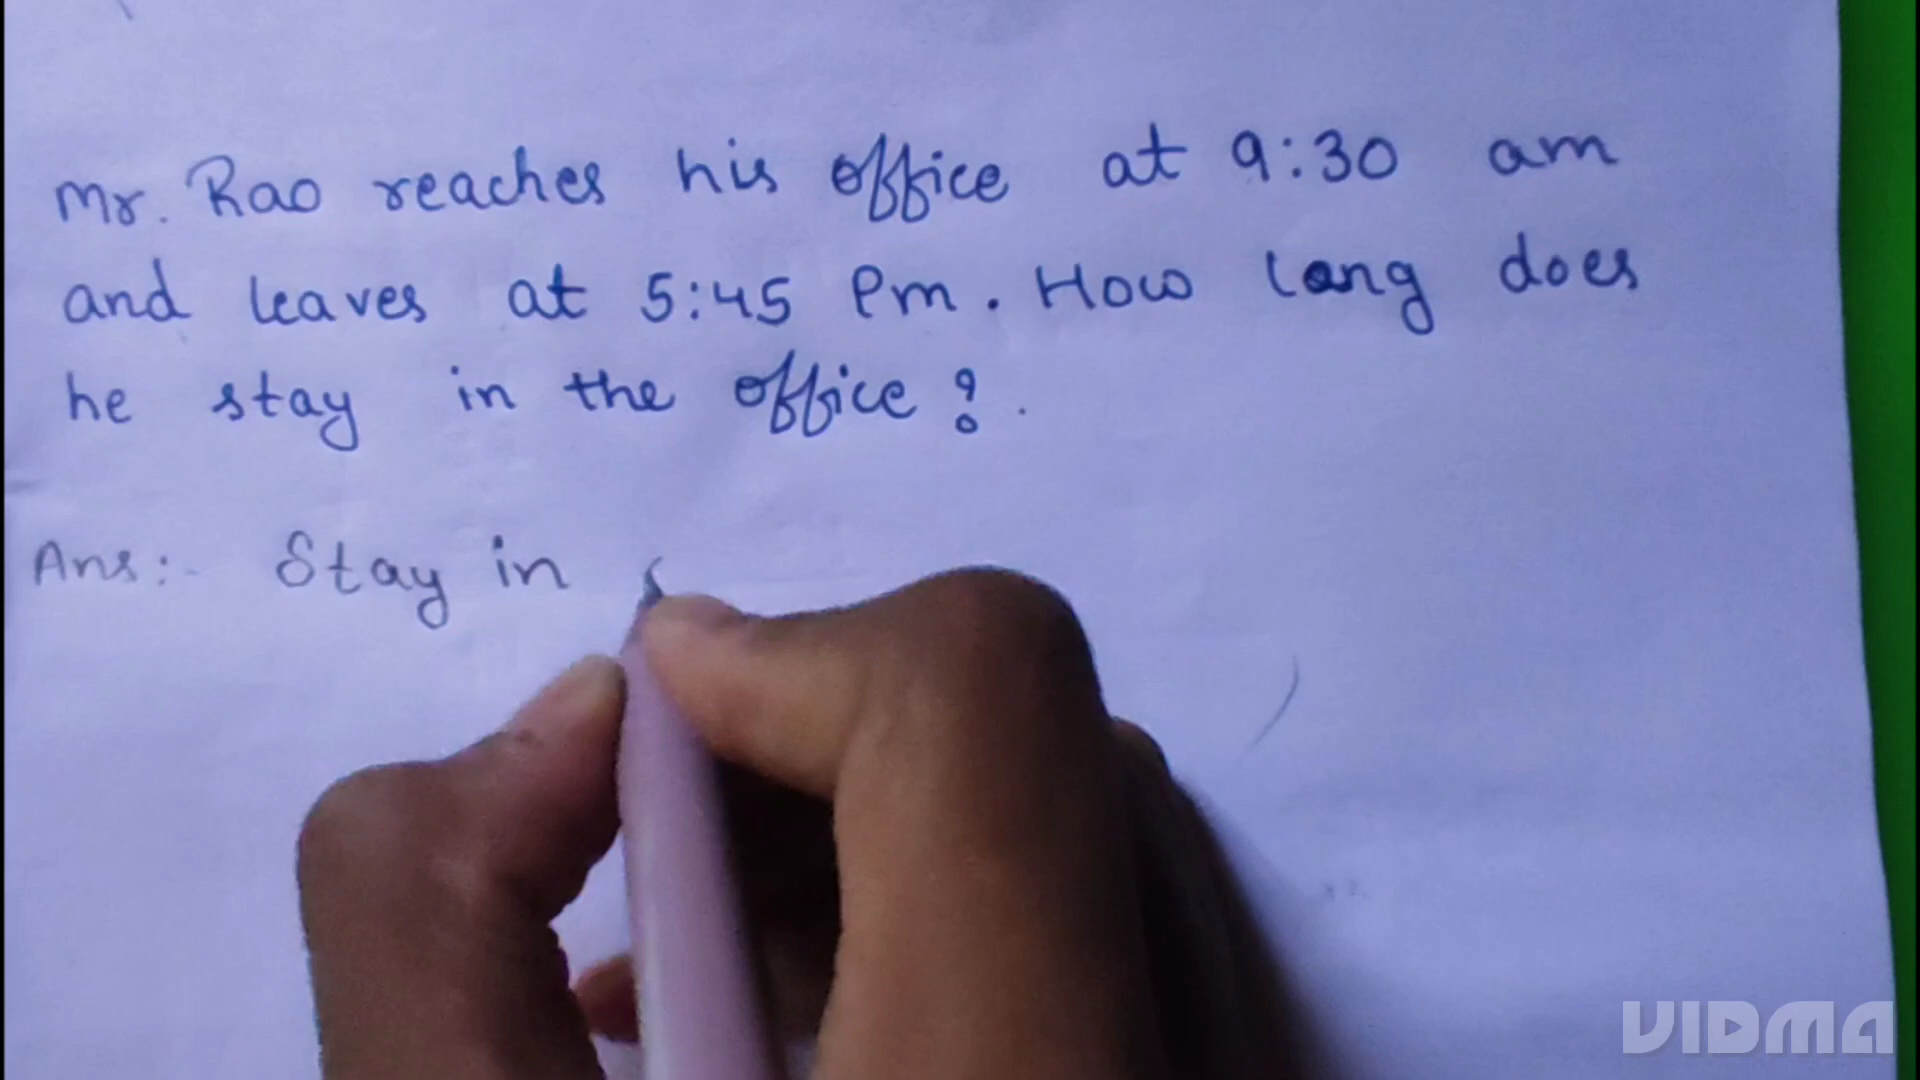 Mr. Rao reaches his office at 9:30 am
and leaves at 5:45 Pm. How long does
he stay in the office ?.
Ans:- Stay in
VIDMA